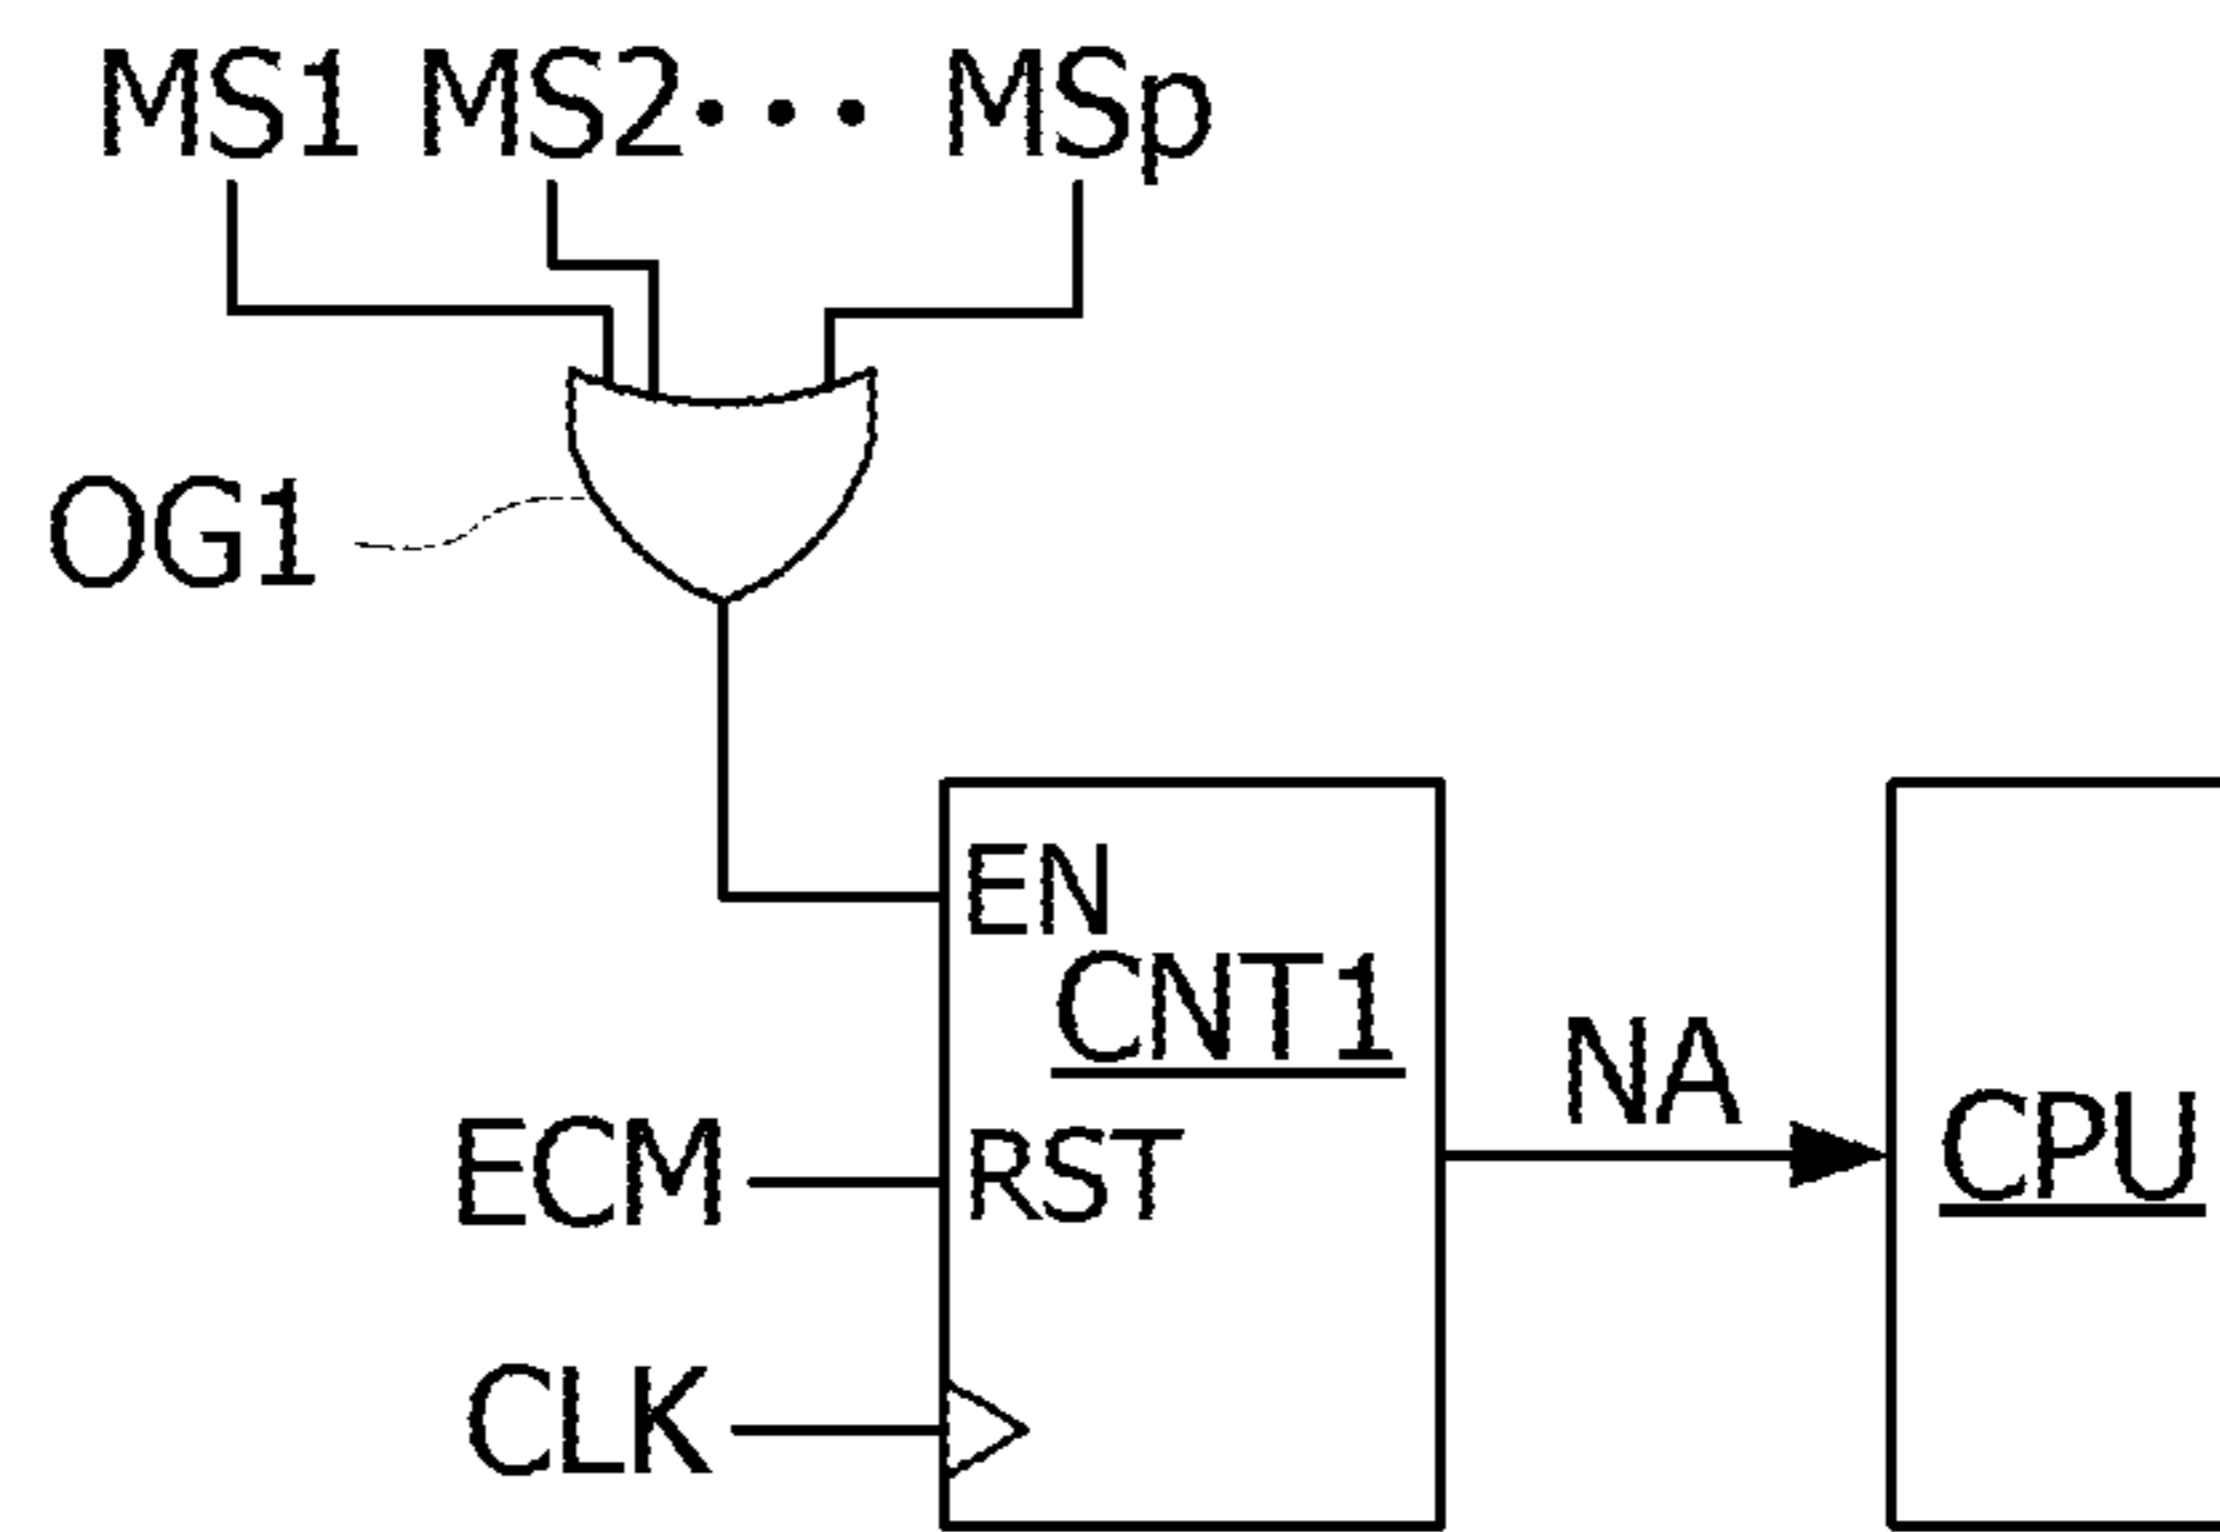 MS1 MS2••• MSp
OG1
EN
CNT1
NA
CPU
ECM
RST
CLK